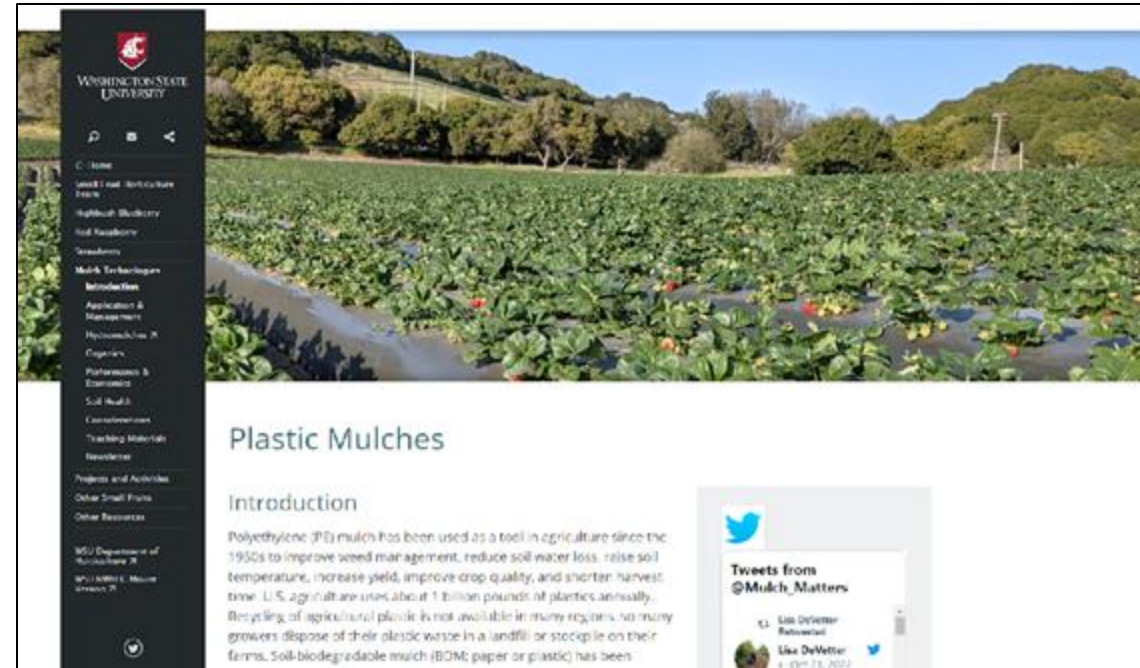 WASHINGTON STATE
UNIVERSITY
Home
Small Fruit Horticulture
Team
Highbush Blueberry
Red Raspberry
Strawberry
Mulch Technologies
Introduction
Application &
Management
Hydromulches
Organics
Performance &
Economics
Soil Health
Considerations
Teaching Materials
Newsletter
Projects and Activities
Other Small Fruits
Other Resources
WSU Department of
Horticulture
Plastic Mulches
Introduction
Polyethylene (PE) mulch has been used as a tool in agriculture since the
1950s to improve weed management, reduce soil water loss, raise soil
temperature, increase yield, improve crop quality, and shorten harvest
time. U.S. agriculture uses about 1 billion pounds of plastics annually.
Recycling of agricultural plastic is not available in many regions, so many
growers dispose of their plastic waste in a landfill or stockpile on their
farms. Soil-biodegradable mulch (BDM; paper or plastic) has been
Tweets from
@Mulch_Matters
Lisa DeVetter
Retweeted
Lisa DeVetter